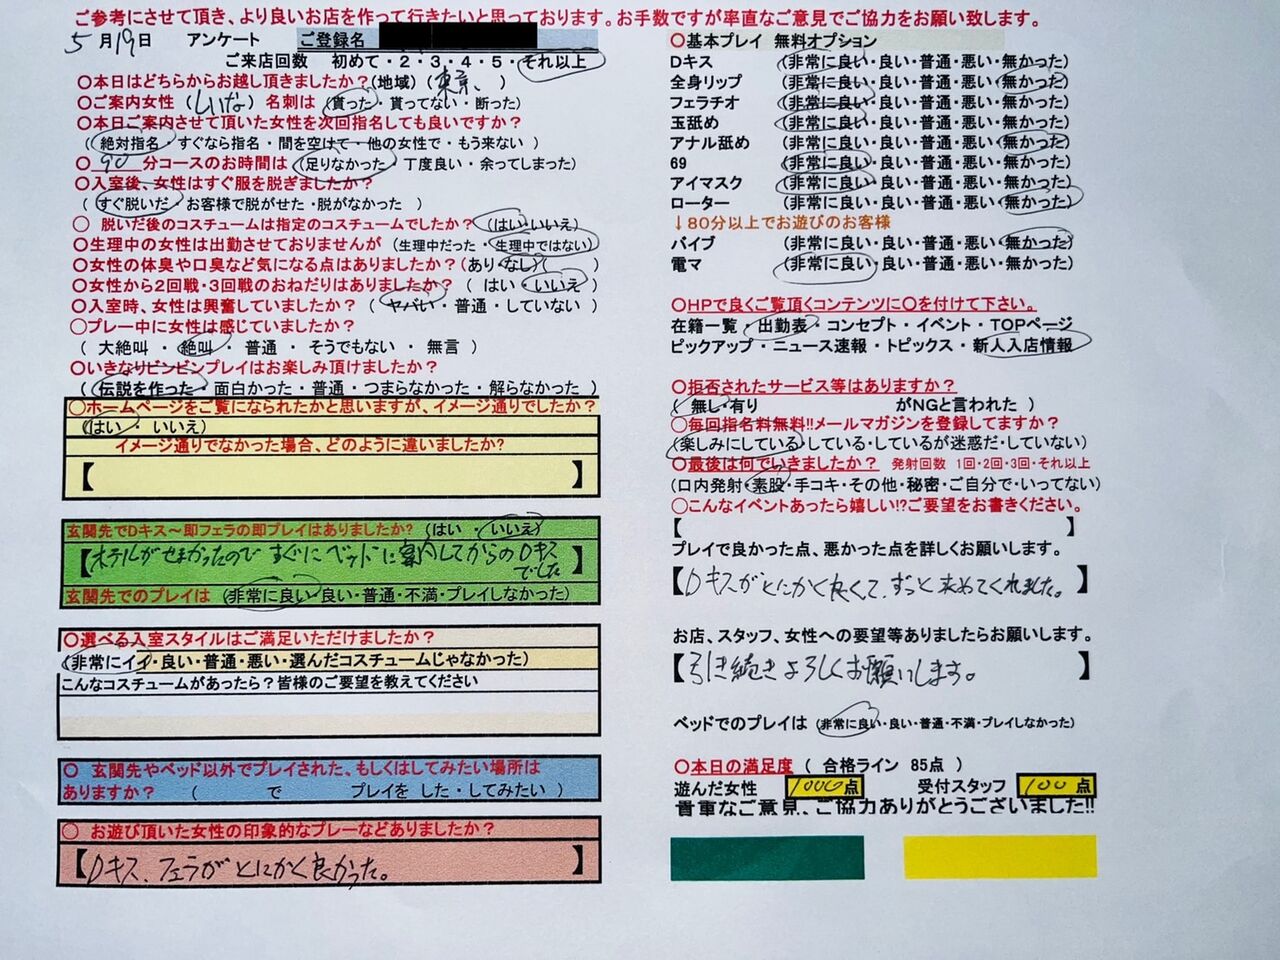 ご参考にさせて頂き、より良いお店を作って行きたいと思っております。お手数ですが率直なご意見でご協力をお願い致します。
5月19日 アンケート ご登録名
ご来店回数 初めて・2・3・4・5・それ以上
〇本日はどちらからお越し頂きましたか?(地域) (東京、)
〇ご案内女性 (しいな) 名刺は (貰った・貰ってない・断った)
〇本日ご案内させて頂いた女性を次回指名しても良いですか?
(絶対指名・すぐなら指名・間を空けて・他の女性で・もう来ない)
〇 90 分コースのお時間は (足りなかった・丁度良い・余ってしまった)
〇入室後、女性はすぐ服を脱ぎましたか?
(すぐ脱いだ・お客様で脱がせた・脱がなかった)
〇 脱いだ後のコスチュームは指定のコスチュームでしたか? (はい・いいえ)
〇生理中の女性は出勤させておりませんが (生理中だった・生理中ではない)
〇女性の体臭や口臭など気になる点はありましたか?(あり・なし)( )
〇女性から2回戦・3回戦のおねだりはありましたか? (はい・いいえ)
〇入室時、女性は興奮していましたか? (ヤバい・普通・していない)
〇プレー中に女性は感じていましたか?
(大絶叫・絶叫・普通・そうでもない・無言)
〇いきなりビンビンプレイはお楽しみ頂けましたか?
(伝説を作った・面白かった・普通・つまらなかった・解らなかった)
〇ホームページをご覧になられたかと思いますが、イメージ通りでしたか?
(はい・いいえ)
イメージ通りでなかった場合、どのように違いましたか?
【 】
玄関先でDキス~即フェラの即プレイはありましたか? (はい・いいえ)
【ホテルがせまかったので すぐに ベッドに案内してからのDキス
でした】
玄関先でのプレイは (非常に良い・良い・普通・不満・プレイしなかった)
〇選べる入室スタイルはご満足いただけましたか?
(非常にイイ・良い・普通・悪い・選んだコスチュームじゃなかった)
こんなコスチュームがあったら?皆様のご要望を教えてください
〇 玄関先やベッド以外でプレイされた、もしくはしてみたい場所は
ありますか? ( で プレイを した・してみたい )
〇 お遊び頂いた女性の印象的なプレーなどありましたか?
【Dキス、フェラがとにかく良かった。】
〇基本プレイ 無料オプション
Dキス (非常に良い・良い・普通・悪い・無かった)
全身リップ (非常に良い・良い・普通・悪い・無かった)
フェラチオ (非常に良い・良い・普通・悪い・無かった)
玉舐め (非常に良い・良い・普通・悪い・無かった)
アナル舐め (非常に良い・良い・普通・悪い・無かった)
69 (非常に良い・良い・普通・悪い・無かった)
アイマスク (非常に良い・良い・普通・悪い・無かった)
ローター (非常に良い・良い・普通・悪い・無かった)
↓80分以上でお遊びのお客様
バイブ (非常に良い・良い・普通・悪い・無かった)
電マ (非常に良い・良い・普通・悪い・無かった)
〇HPで良くご覧頂くコンテンツに〇を付けて下さい。
在籍一覧・出勤表・コンセプト・イベント・TOPページ
ピックアップ・ニュース速報・トピックス・新人入店情報
〇拒否されたサービス等はありますか?
(無し・有り がNGと言われた )
〇毎回指名料無料!!メールマガジンを登録してますか?
(楽しみにしている・している・しているが迷惑だ・していない)
〇最後は何でいきましたか? 発射回数 1回・2回・3回・それ以上
(口内発射・素股・手コキ・その他・秘密・ご自分で・いってない)
〇こんなイベントあったら嬉しい!?ご要望をお書きください。
【 】
プレイで良かった点、悪かった点を詳しくお願いします。
【Dキスがとにかく良くて、ずっと求めてくれました。】
お店、スタッフ、女性への要望等ありましたらお願いします。
【引き続きよろしくお願いします。】
ベッドでのプレイは (非常に良い・良い・普通・不満・プレイしなかった)
〇本日の満足度 ( 合格ライン 85点 )
遊んだ女性 1000点 受付スタッフ 100点
貴重なご意見、ご協力ありがとうございました!!